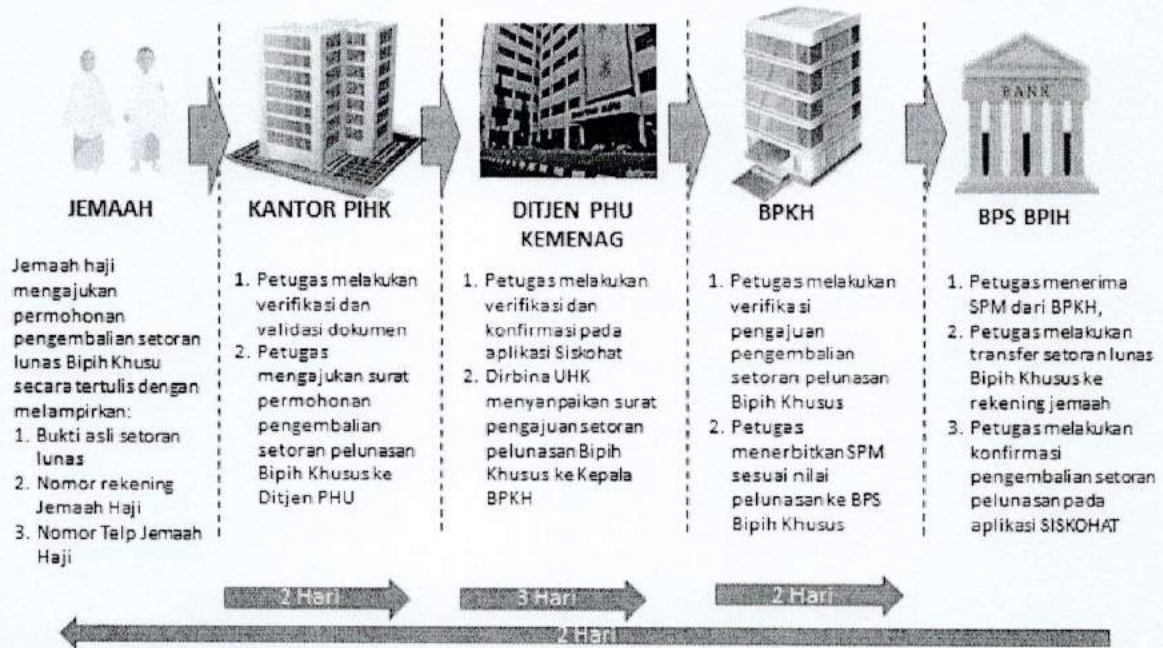 BANK
JEMAAH
Jemaah haji
mengajukan
permohonan
pengembalian setoran
lunas Bipih Khusu
secara tertulis dengan
melampirkan:
1. Bukti asli setoran
lunas
2. Nomor rekening
Jemaah Haji
3. Nomor Telp Jemaah
Haji
KANTOR PIHK
1. Petugas melakukan
verifikasi dan
validasi dokumen
2. Petugas
mengajukan surat
permohonan
pengembalian
setoran pelunasan
Bipih Khusus ke
Ditjen PHU
DITJEN PHU
KEMENAG
1. Petugas melakukan
verifikasi dan
konfirmasi pada
aplikasi Siskohat
2. Dirbina UHK
menyanpaikan surat
pengajuan setoran
pelunasan Bipih
Khusus ke Kepala
BPKH
BPKH
1. Petugas melakukan
verifikasi
pengajuan
pengembalian
setoran pelunasan
Bipih Khusus
2. Petugas
menerbitkan SPM
sesuai nilai
pelunasan ke BPS
Bipih Khusus
BPS BPIH
1. Petugas menerima
SPM dari BPKH,
2. Petugas melakukan
transfer setoran lunas
Bipih Khusus ke
rekening jemaah
3. Petugas melakukan
konfirmasi
pengembalian setoran
pelunasan pada
aplikasi SISKOHAT
2 Hari
3 Hari
2 Hari
2 Hari